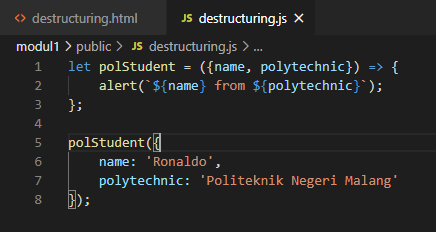 destructuring.html
JS destructuring.js ×
modul1 > public > JS destructuring.js > ...
1 let polStudent = ({name, polytechnic}) => {
2     alert(`${name} from ${polytechnic}`);
3 };
4
5 polStudent({
6     name: 'Ronaldo',
7     polytechnic: 'Politeknik Negeri Malang'
8 });